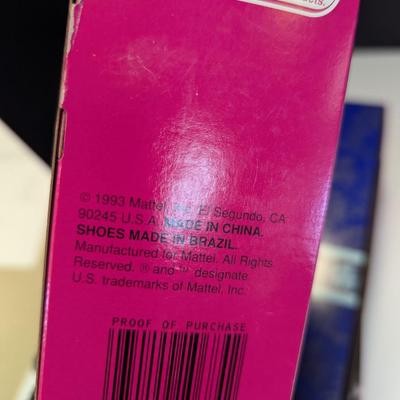 © 1993 Mattel, Inc. El Segundo, CA
90245 U.S.A. MADE IN CHINA.
SHOES MADE IN BRAZIL.
Manufactured for Mattel. All Rights
Reserved. ® and ™ designate
U.S. trademarks of Mattel, Inc.
PROOF OF PURCHASE